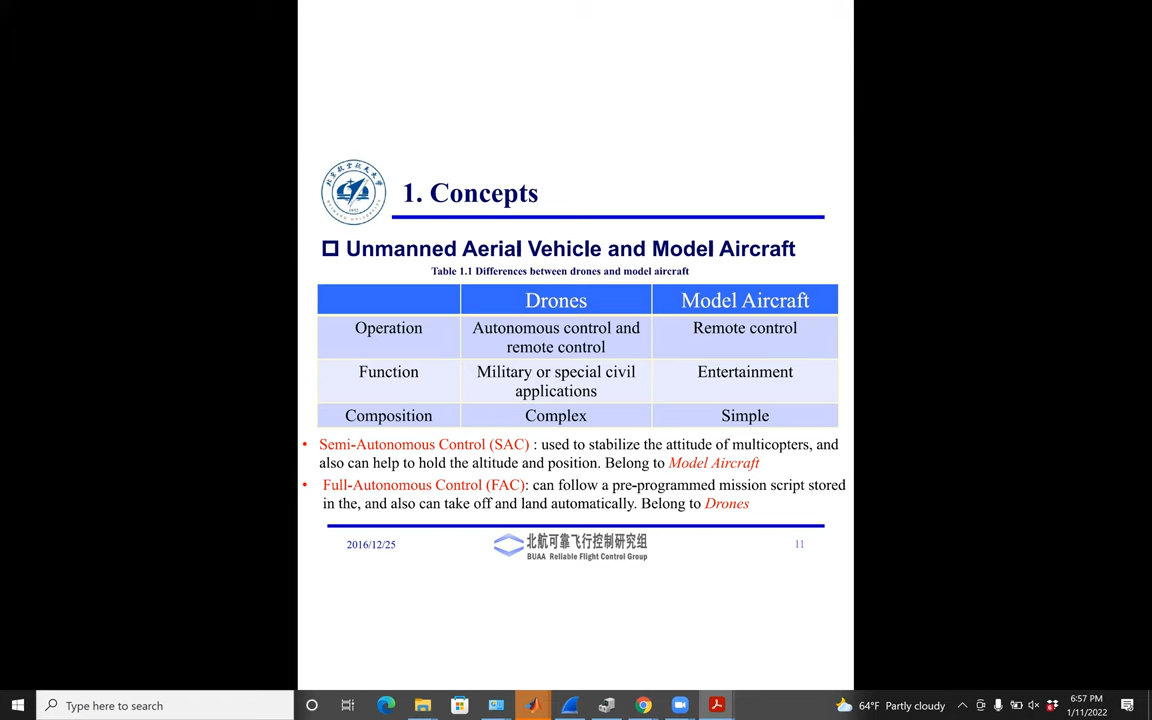 1. Concepts
Unmanned Aerial Vehicle and Model Aircraft
Table 1.1 Differences between drones and model aircraft
Drones Model Aircraft
Operation Autonomous control and remote control Remote control
Function Military or special civil applications Entertainment
Composition Complex Simple
• Semi-Autonomous Control (SAC) : used to stabilize the attitude of multicopters, and
also can help to hold the altitude and position. Belong to Model Aircraft
• Full-Autonomous Control (FAC): can follow a pre-programmed mission script stored
in the, and also can take off and land automatically. Belong to Drones
2016/12/25
北航可靠飞行控制研究组
BUAA Reliable Flight Control Group
11
Type here to search
64°F Partly cloudy
6:57 PM
1/11/2022